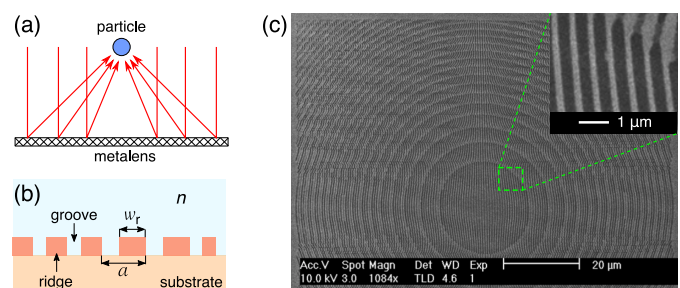 (a)
particle
metalens
(b)
n
groove
wr
a
ridge
substrate
(c)
1 μm
Acc.V Spot Magn Det WD Exp
10.0 kV 3.0 1084x TLD 4.6 1
20 μm